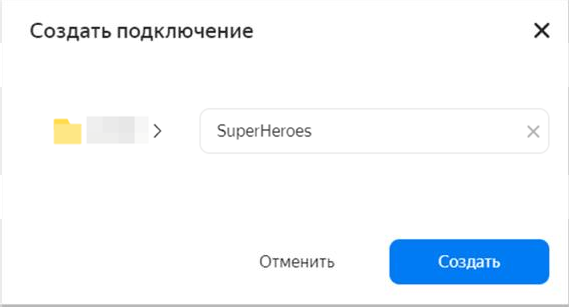 Создать подключение
SuperHeroes
Отменить
Создать